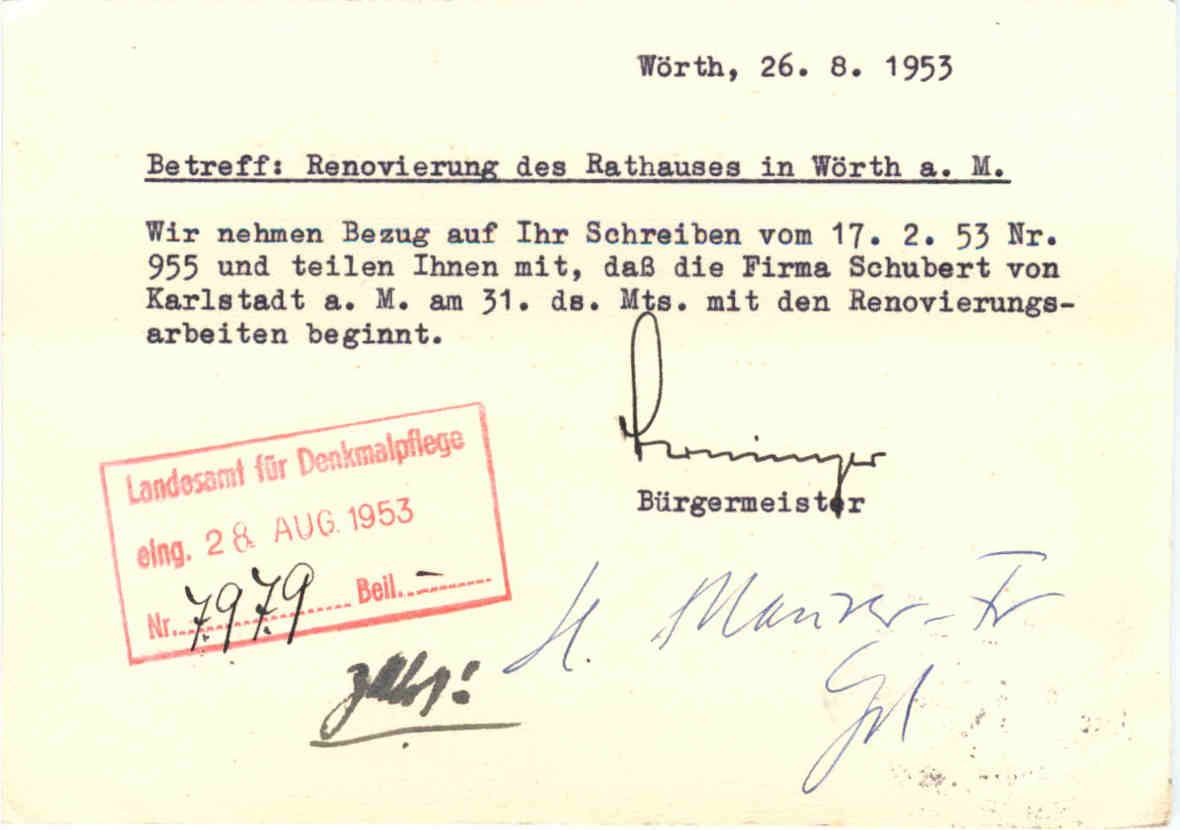 Wörth, 26. 8. 1953
Betreff: Renovierung des Rathauses in Wörth a. M.
Wir nehmen Bezug auf Ihr Schreiben vom 17. 2. 53 Nr.
955 und teilen Ihnen mit, daß die Firma Schubert von
Karlstadt a. M. am 31. ds. Mts. mit den Renovierungs-
arbeiten beginnt.
Bürgermeister
Landesamt für Denkmalpflege
eing. 28. AUG. 1953
Nr. 7979 Beil. –
H.